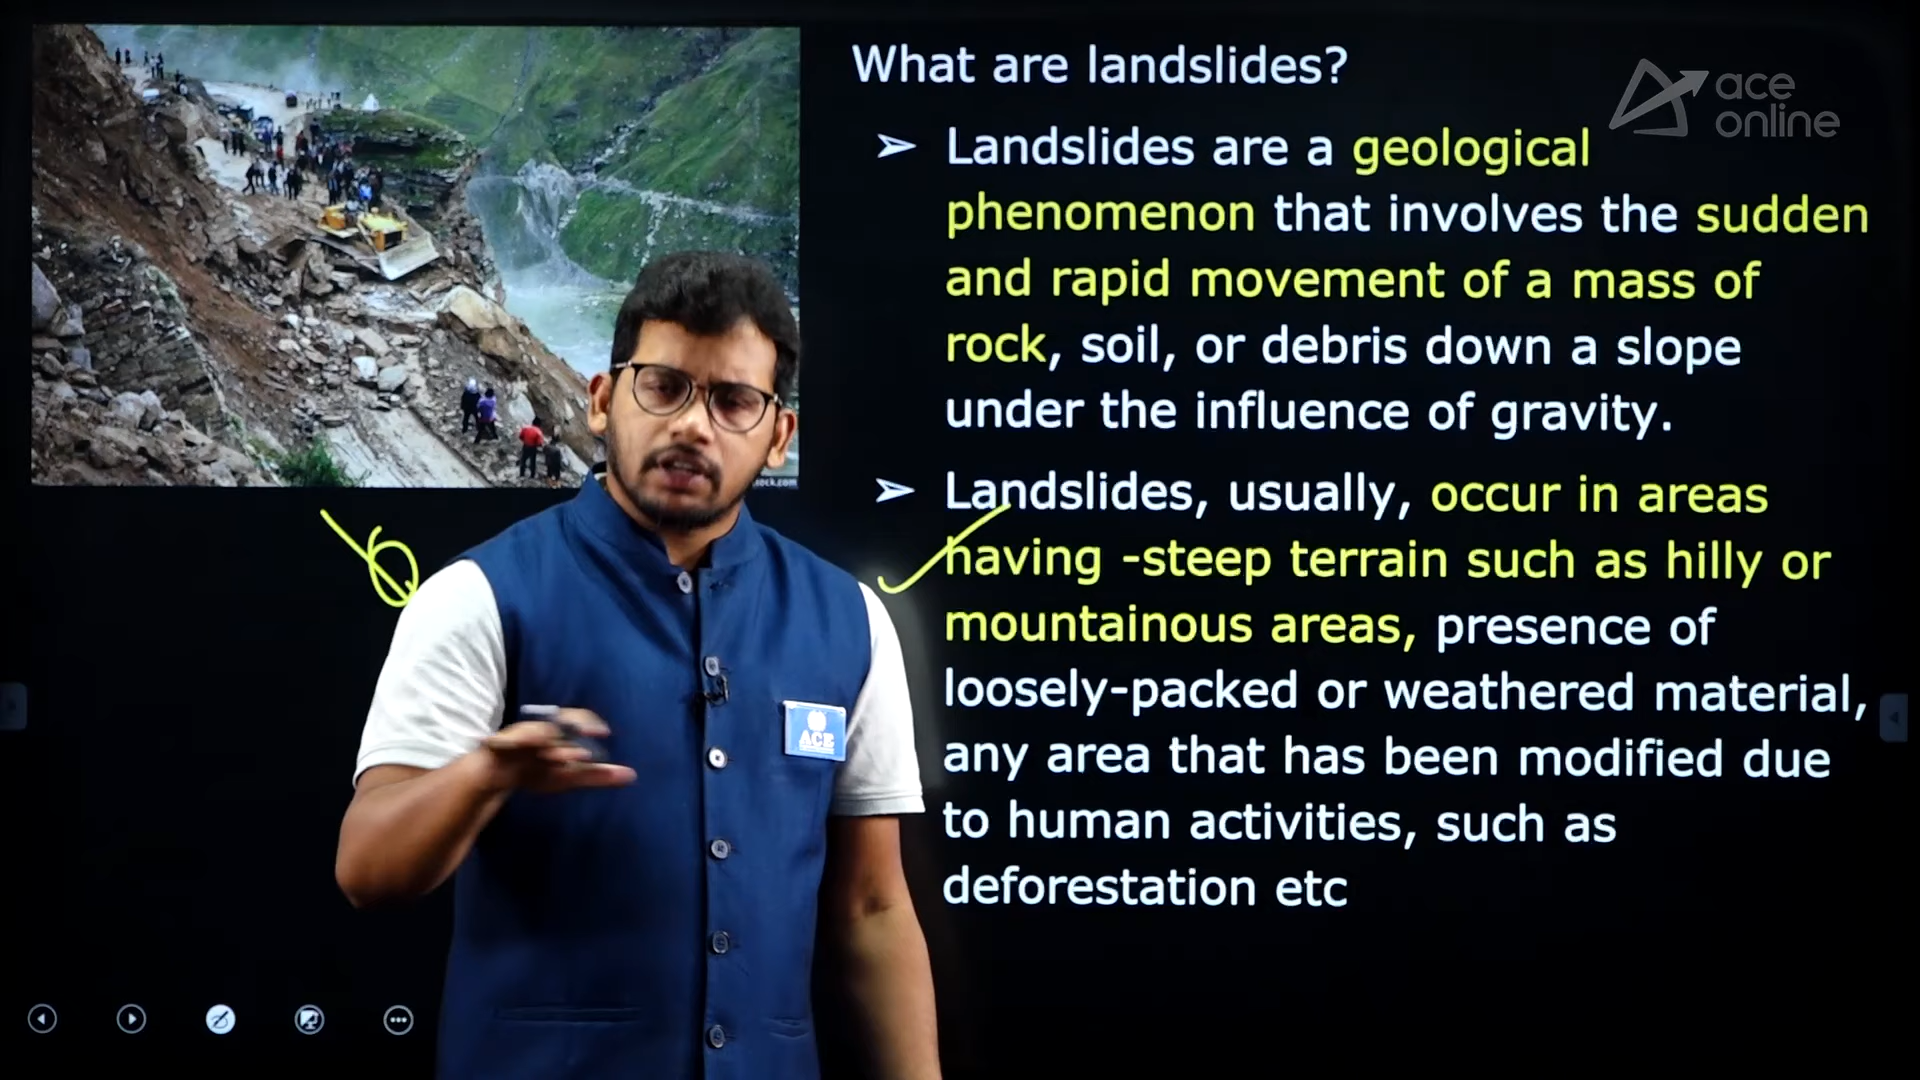 What are landslides?
ace
online
➢ Landslides are a geological
phenomenon that involves the sudden
and rapid movement of a mass of
rock, soil, or debris down a slope
under the influence of gravity.
➢ Landslides, usually, occur in areas
having -steep terrain such as hilly or
mountainous areas, presence of
loosely-packed or weathered material,
any area that has been modified due
to human activities, such as
deforestation etc
rock.com
ACE